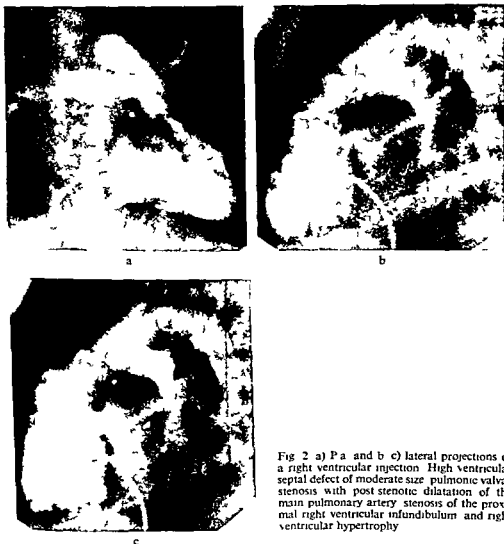 a
b
c
Fig 2 a) P a and b c) lateral projections
a right ventricular injection High ventricula
septal defect of moderate size pulmonic valva
stenosis with post stenotic dilatation of th
main pulmonary artery stenosis of the prox
mal right ventricular infundibulum and righ
ventricular hypertrophy